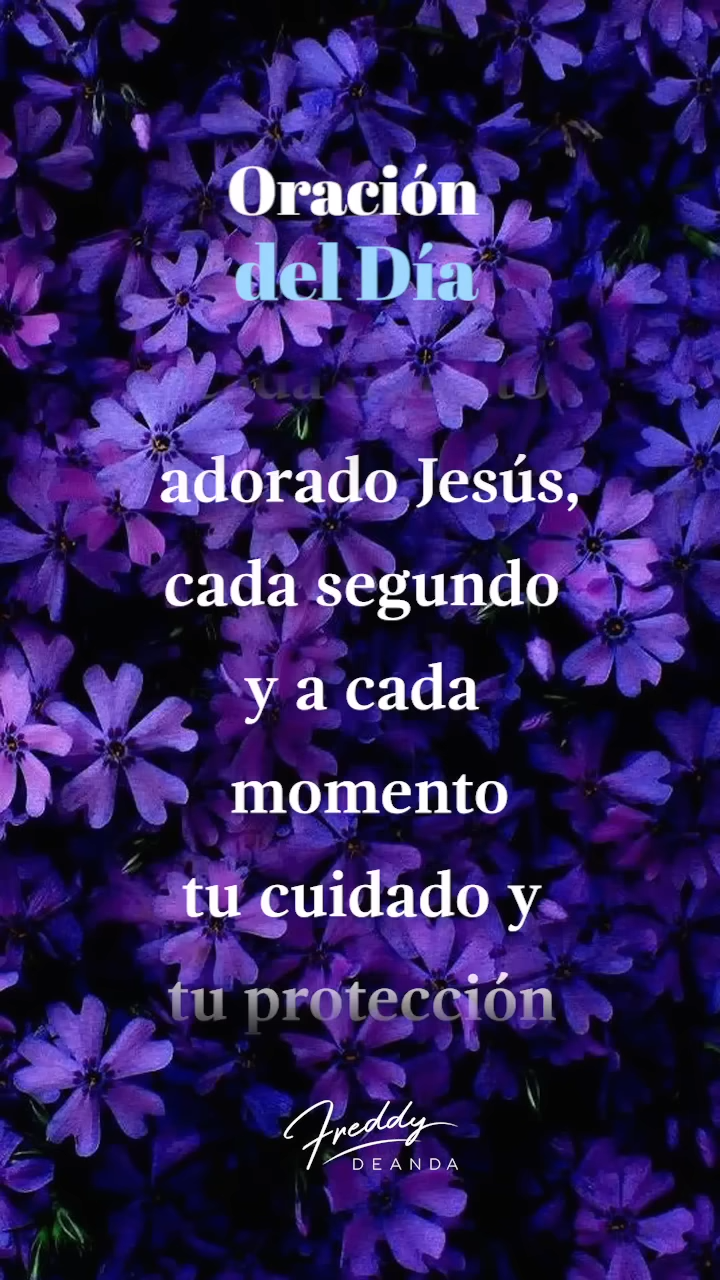 Oración
del Día
adorado Jesús,
cada segundo
y a cada
momento
tu cuidado y
tu protección
Freddy
DEANDA